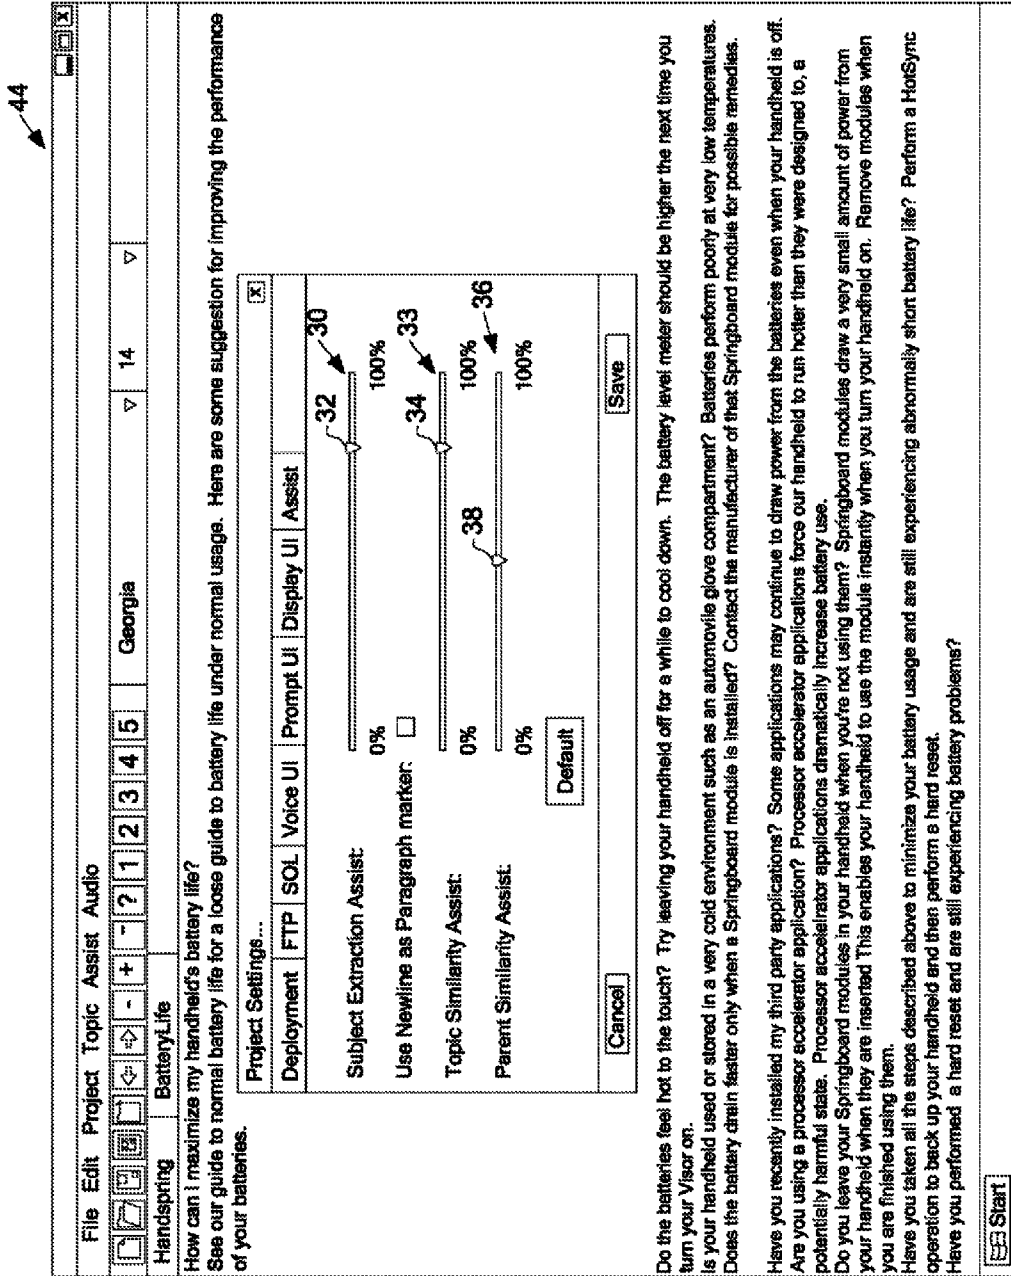 44
File Edit Project Topic Assist Audio
- + - ? 1 2 3 4 5 Georgia 14
Handspring BatteryLife
How can I maximize my handheld's battery life?
See our guide to normal battery life for a loose guide to battery life under normal usage. Here are some suggestion for improving the performance
of your batteries.
Project Settings...
Deployment FTP SOL Voice UI Prompt UI Display UI Assist
30
32
Subject Extraction Assist:
0% 100%
Use Newline as Paragraph marker:
33
34
Topic Similarity Assist:
0% 100%
36
38
Parent Similarity Assist:
0% 100%
Default
Cancel Save
Do the batteries feel hot to the touch? Try leaving your handheld off for a while to cool down. The battery level meter should be higher the next time you
turn your Visor on.
Is your handheld used or stored in a very cold environment such as an automovile glove compartment? Batteries perform poorly at very low temperatures.
Does the battery drain faster only when a Springboard module is installed? Contact the manufacturer of that Springboard module for possible remedies.
Have you recently installed my third party applications? Some applications may continue to draw power from the batteries even when your handheld is off.
Are you using a processor accelerator application? Processor accelerator applications force our handheld to run hotter than they were designed to, a
potentially harmful state. Processor accelelrator applications dramatically increase battery use.
Do you leave your Springboard modules in your handheld when you're not using them? Springboard modules draw a very small amount of power from
your handheld when they are inserted This enables your handheld to use the module instantly when you turn your handheld on. Remove modules when
you are finished using them.
Have you taken all the steps described above to minimize your battery usage and are still experiencing abnormally short battery life? Perform a HotSync
operation to back up your handheld and then perform a hard reset.
Have you performed a hard reset and are still experiencing battery problems?
Start